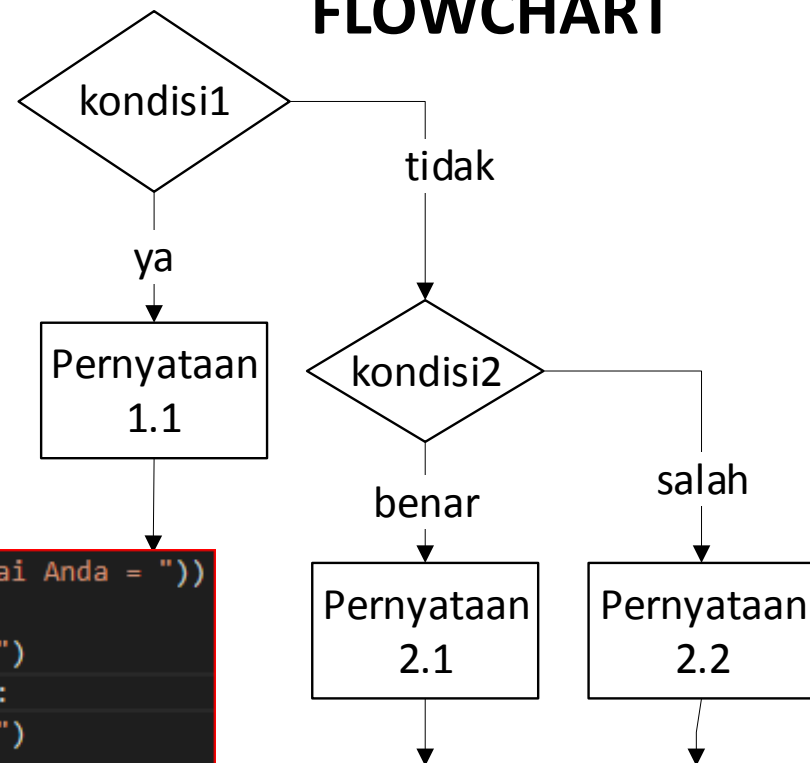 FLOWCHART
kondisi1
tidak
ya
Pernyataan
1.1
kondisi2
benar
salah
Pernyataan
2.1
Pernyataan
2.2
ai Anda = "))
")
:
")